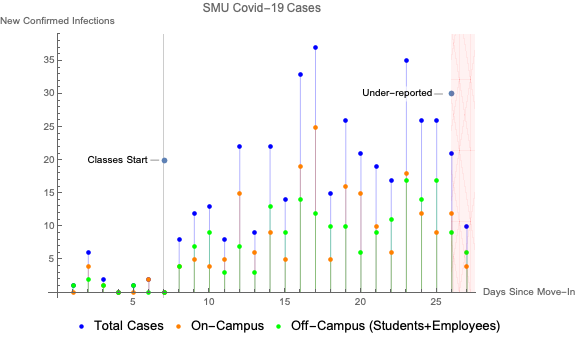 SMU Covid-19 Cases
New Confirmed Infections
35
30
25
20
15
10
5
Under-reported
Classes Start
5
10
15
20
25
Days Since Move-In
Total Cases
On-Campus
Off-Campus (Students+Employees)